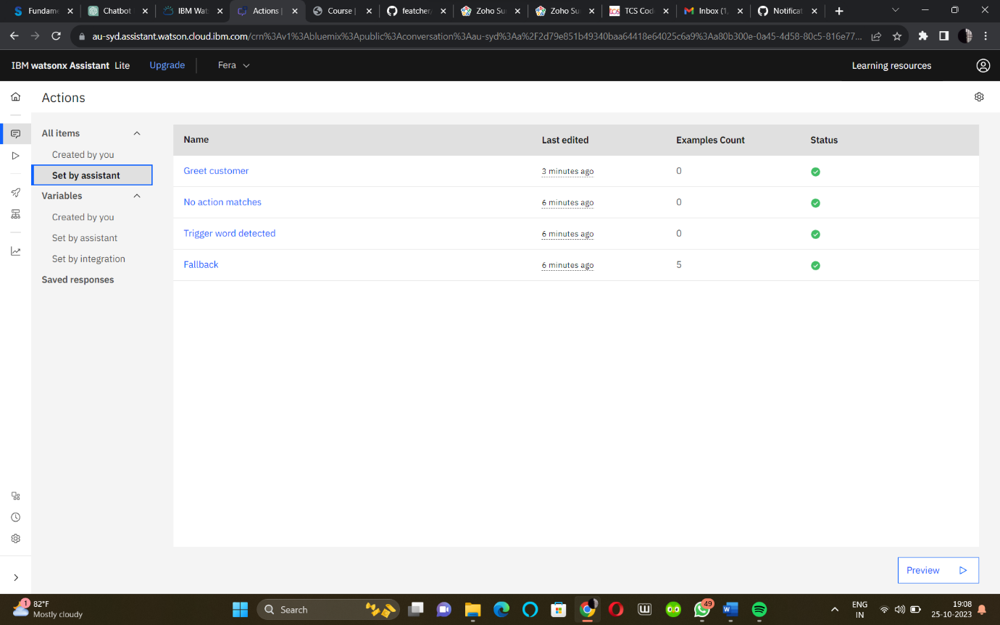 Fundame
Chatbot
IBM Wat
Actions |
Course |
featcher,
Zoho Su
Zoho Su
TCS Cod
Inbox (1,
Notificat
au-syd.assistant.watson.cloud.ibm.com/crn%3Av1%3Abluemix%3Apublic%3Aconversation%3Aau-syd%3Aa%2F2d79e851b49340baa64418e64025c6a9%3Aa80b300e-0a45-4d58-80c5-816e77...
IBM watsonx Assistant Lite
Upgrade
Fera
Learning resources
Actions
All items
Created by you
Set by assistant
Variables
Created by you
Set by assistant
Set by integration
Saved responses
Name Last edited Examples Count Status
Greet customer 3 minutes ago 0
No action matches 6 minutes ago 0
Trigger word detected 6 minutes ago 0
Fallback 6 minutes ago 5
Preview
1
82°F
Mostly cloudy
Search
49
ENG
IN
19:08
25-10-2023